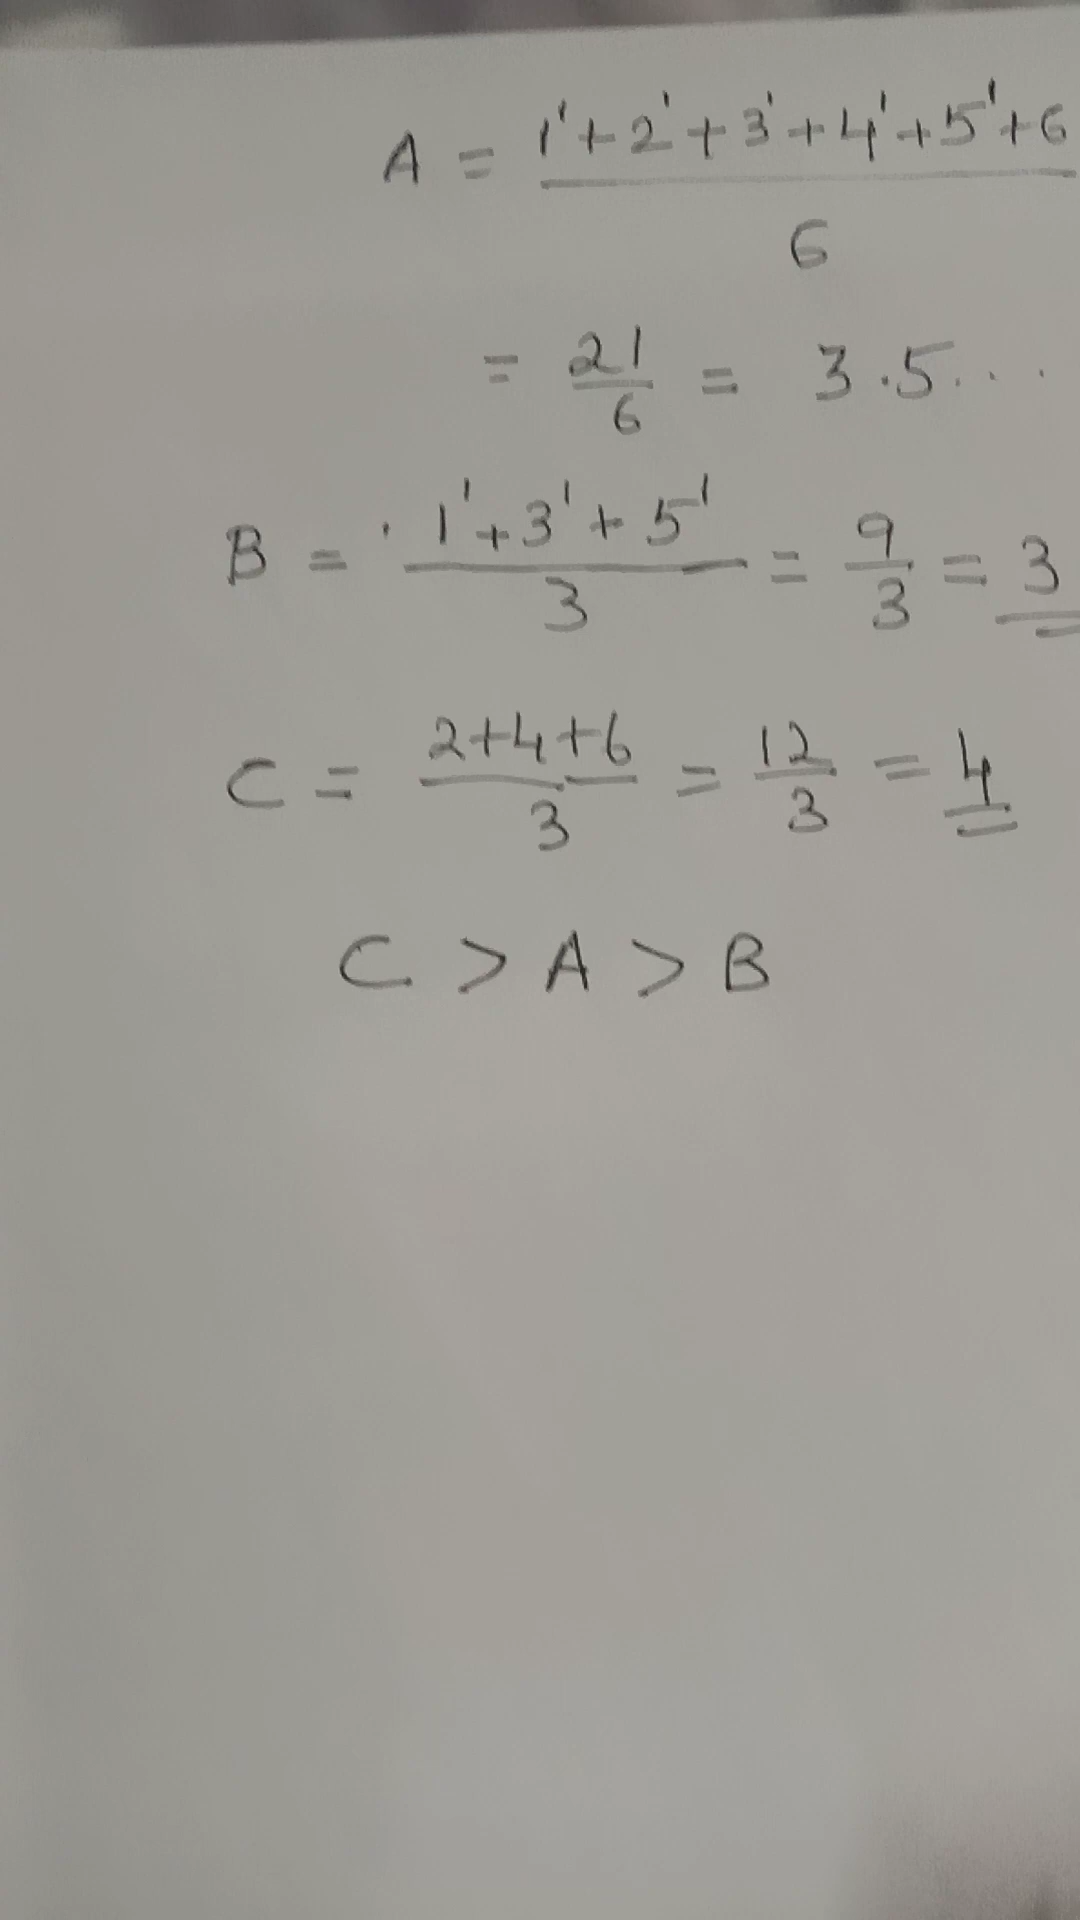 A = 1' + 2' + 3' + 4' + 5' + 6
6
= 21/6 = 3.5...
B = 1' + 3' + 5' / 3 = 9/3 = 3
C = 2+4+6 / 3 = 12/3 = 4
C > A > B